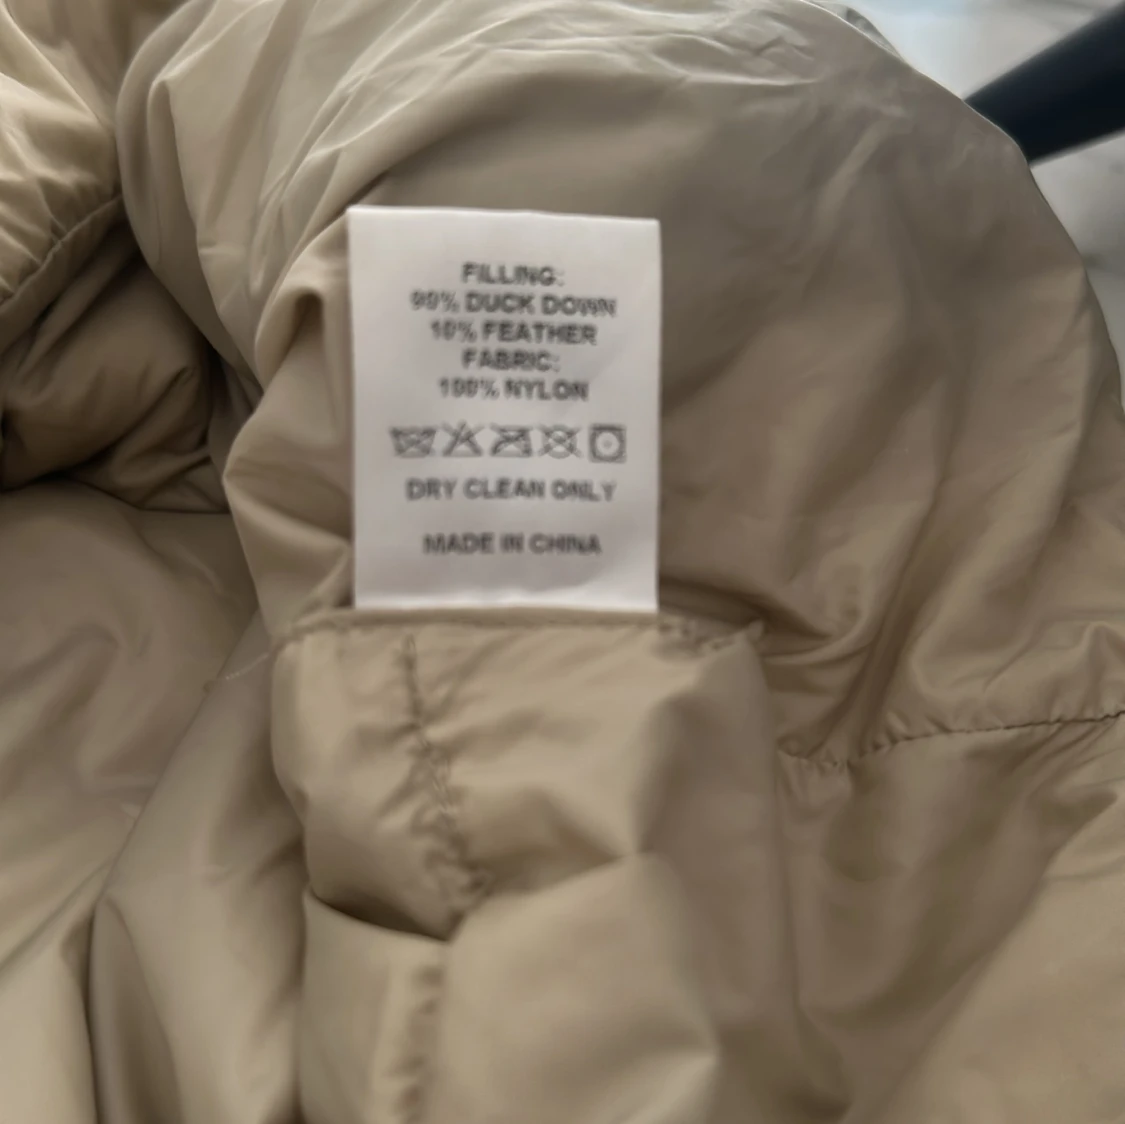 FILLING:
90% DUCK DOWN
10% FEATHER
FABRIC:
100% NYLON
DRY CLEAN ONLY
MADE IN CHINA